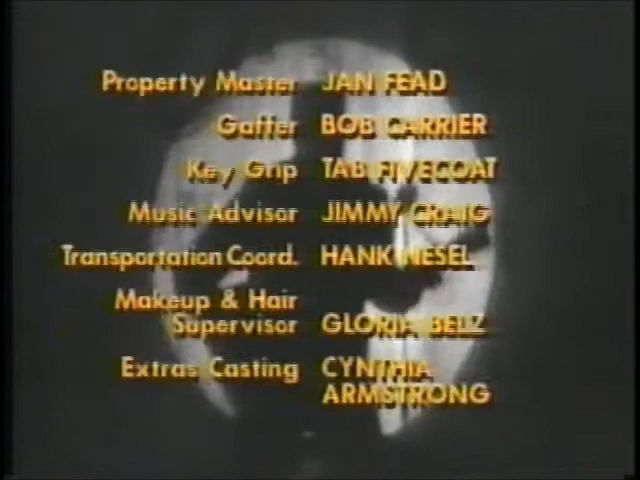 Property Master JAN FEAD
Gaffer BOB CARRIER
Key Grip TAB FIVECOAT
Music Advisor JIMMY CRAIG
Transportation Coord. HANK NESEL
Makeup & Hair
Supervisor GLORIA BELZ
Extras Casting CYNTHIA
ARMSTRONG